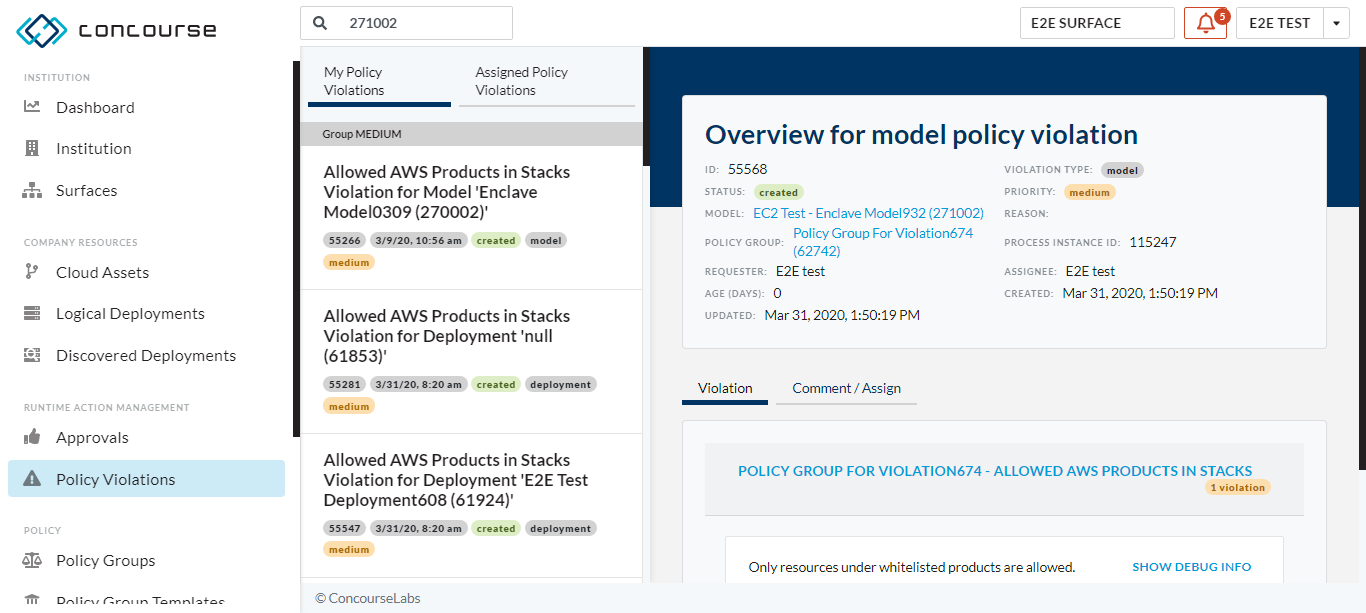 concourse
271002
E2E SURFACE
5
E2E TEST
INSTITUTION
Dashboard
Institution
Surfaces
COMPANY RESOURCES
Cloud Assets
Logical Deployments
Discovered Deployments
RUNTIME ACTION MANAGEMENT
Approvals
Policy Violations
POLICY
Policy Groups
Policy Group Templates
My Policy
Violations
Assigned Policy
Violations
Group MEDIUM
Allowed AWS Products in Stacks
Violation for Model 'Enclave
Model0309 (270002)'
55266 3/9/20, 10:56 am created model
medium
Allowed AWS Products in Stacks
Violation for Deployment 'null
(61853)'
55281 3/31/20, 8:20 am created deployment
medium
Allowed AWS Products in Stacks
Violation for Deployment 'E2E Test
Deployment608 (61924)'
55547 3/31/20, 8:20 am created deployment
medium
Overview for model policy violation
ID: 55568
VIOLATION TYPE: model
STATUS: created
PRIORITY: medium
MODEL: EC2 Test - Enclave Model932 (271002)
REASON:
POLICY GROUP: Policy Group For Violation674
(62742)
PROCESS INSTANCE ID: 115247
REQUESTER: E2E test
ASSIGNEE: E2E test
AGE (DAYS): 0
CREATED: Mar 31, 2020, 1:50:19 PM
UPDATED: Mar 31, 2020, 1:50:19 PM
Violation
Comment / Assign
POLICY GROUP FOR VIOLATION674 - ALLOWED AWS PRODUCTS IN STACKS
1 violation
Only resources under whitelisted products are allowed.
SHOW DEBUG INFO
© ConcourseLabs